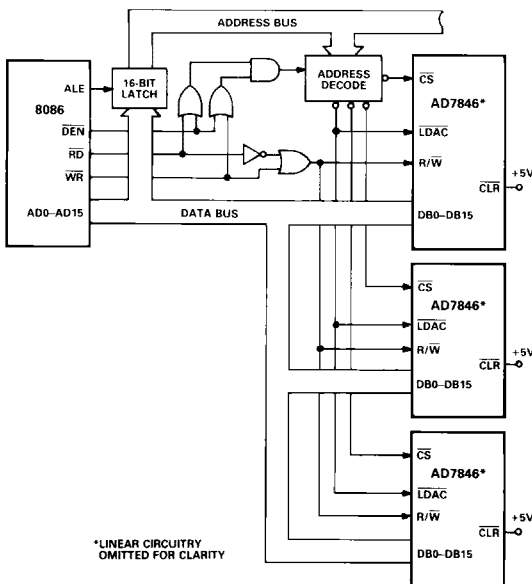 ADDRESS BUS
ALE
16-BIT
LATCH
ADDRESS
DECODE
CS
AD7846*
8086
DEN
LDAC
RD
R/W
+5V
WR
CLR
AD0–AD15
DATA BUS
DB0–DB15
CS
AD7846*
LDAC
+5V
R/W
CLR
DB0–DB15
CS
AD7846*
LDAC
+5V
R/W
CLR
*LINEAR CIRCUITRY
OMITTED FOR CLARITY
DB0–DB15